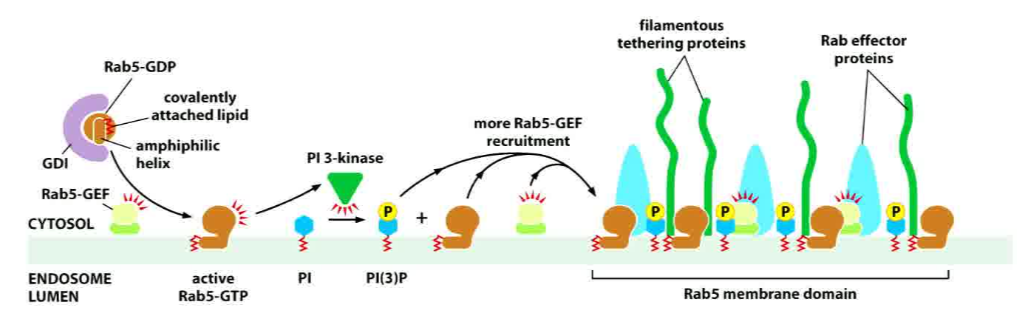 filamentous
tethering proteins
Rab effector
proteins
Rab5-GDP
covalently
attached lipid
amphiphilic
helix
GDI
Rab5-GEF
CYTOSOL
PI 3-kinase
more Rab5-GEF
recruitment
P
+
P
P
P
P
ENDOSOME
LUMEN
active
Rab5-GTP
PI
PI(3)P
Rab5 membrane domain